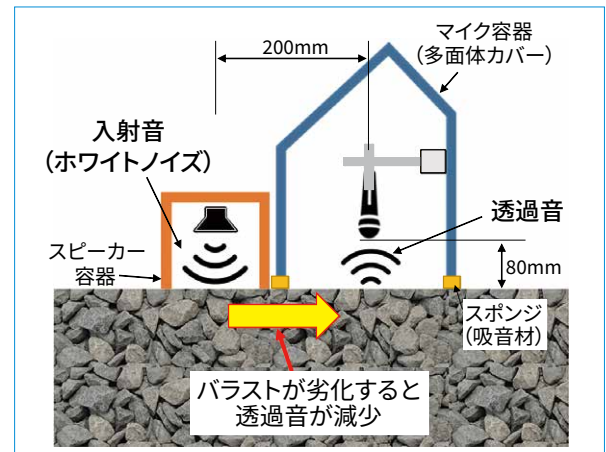 マイク容器
（多面体カバー）
200mm
入射音
（ホワイトノイズ）
透過音
スピーカー
容器
80mm
スポンジ
（吸音材）
バラストが劣化すると
透過音が減少